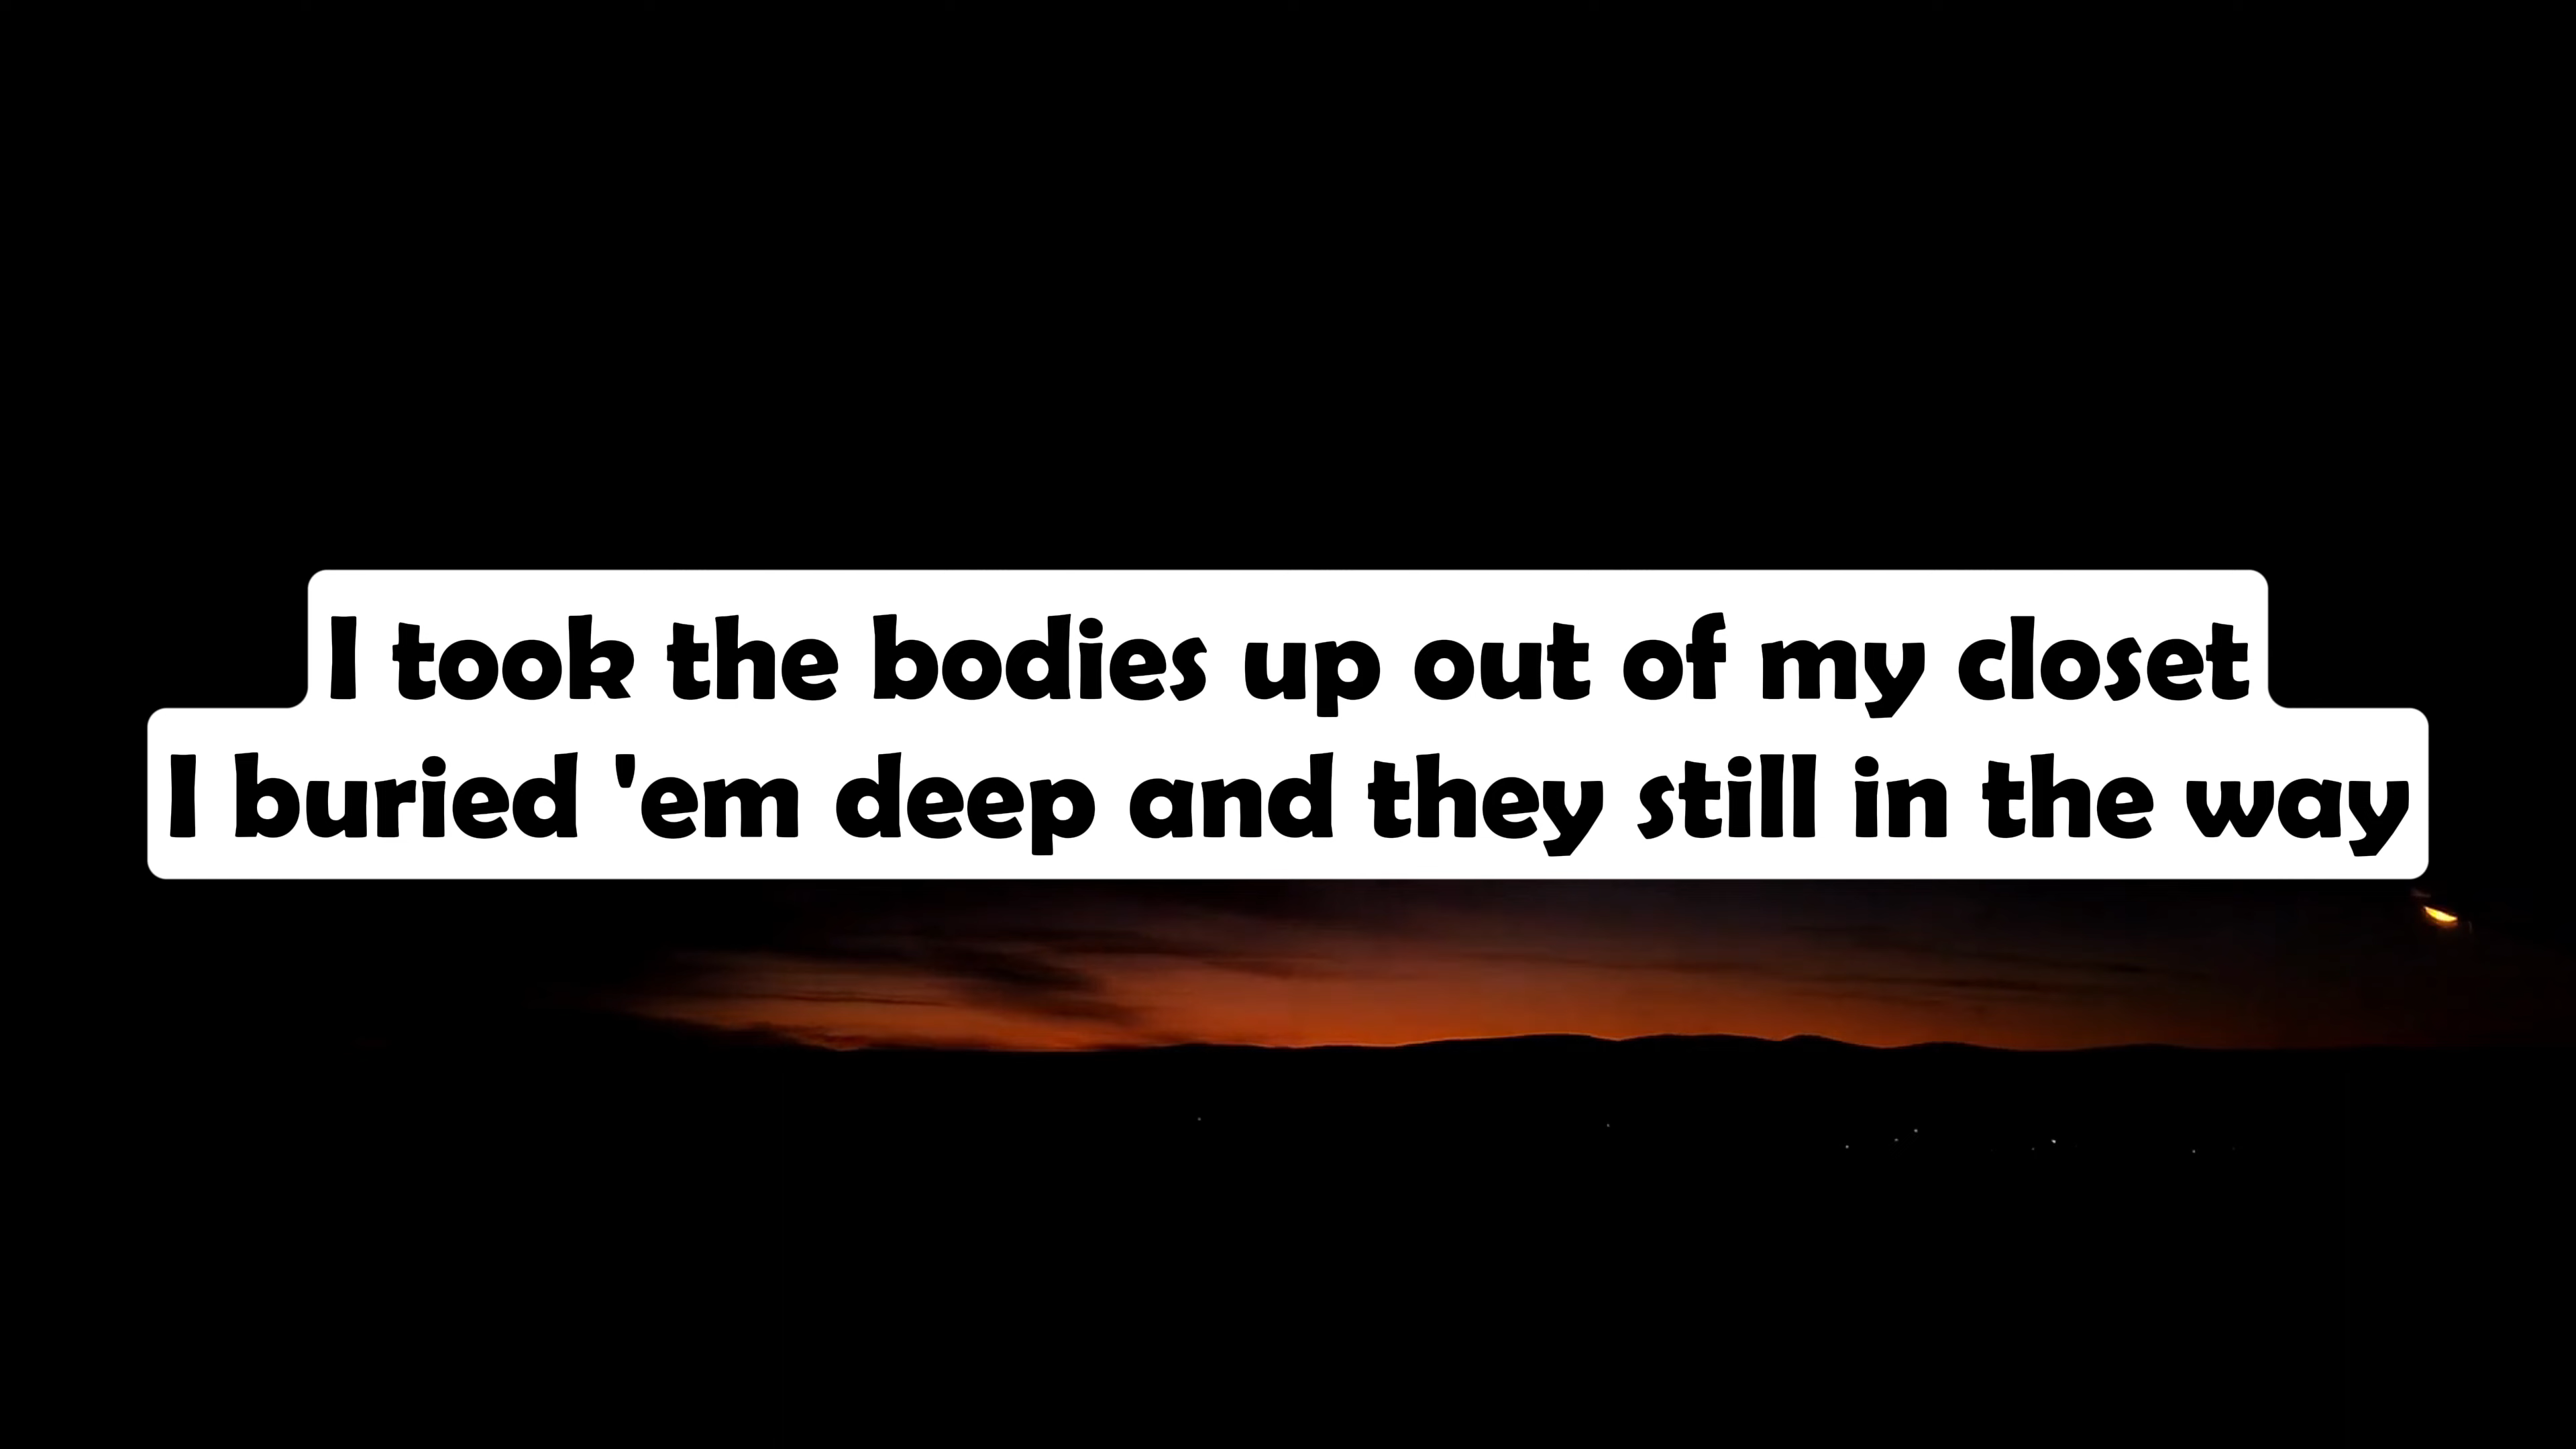 I took the bodies up out of my closet
I buried 'em deep and they still in the way